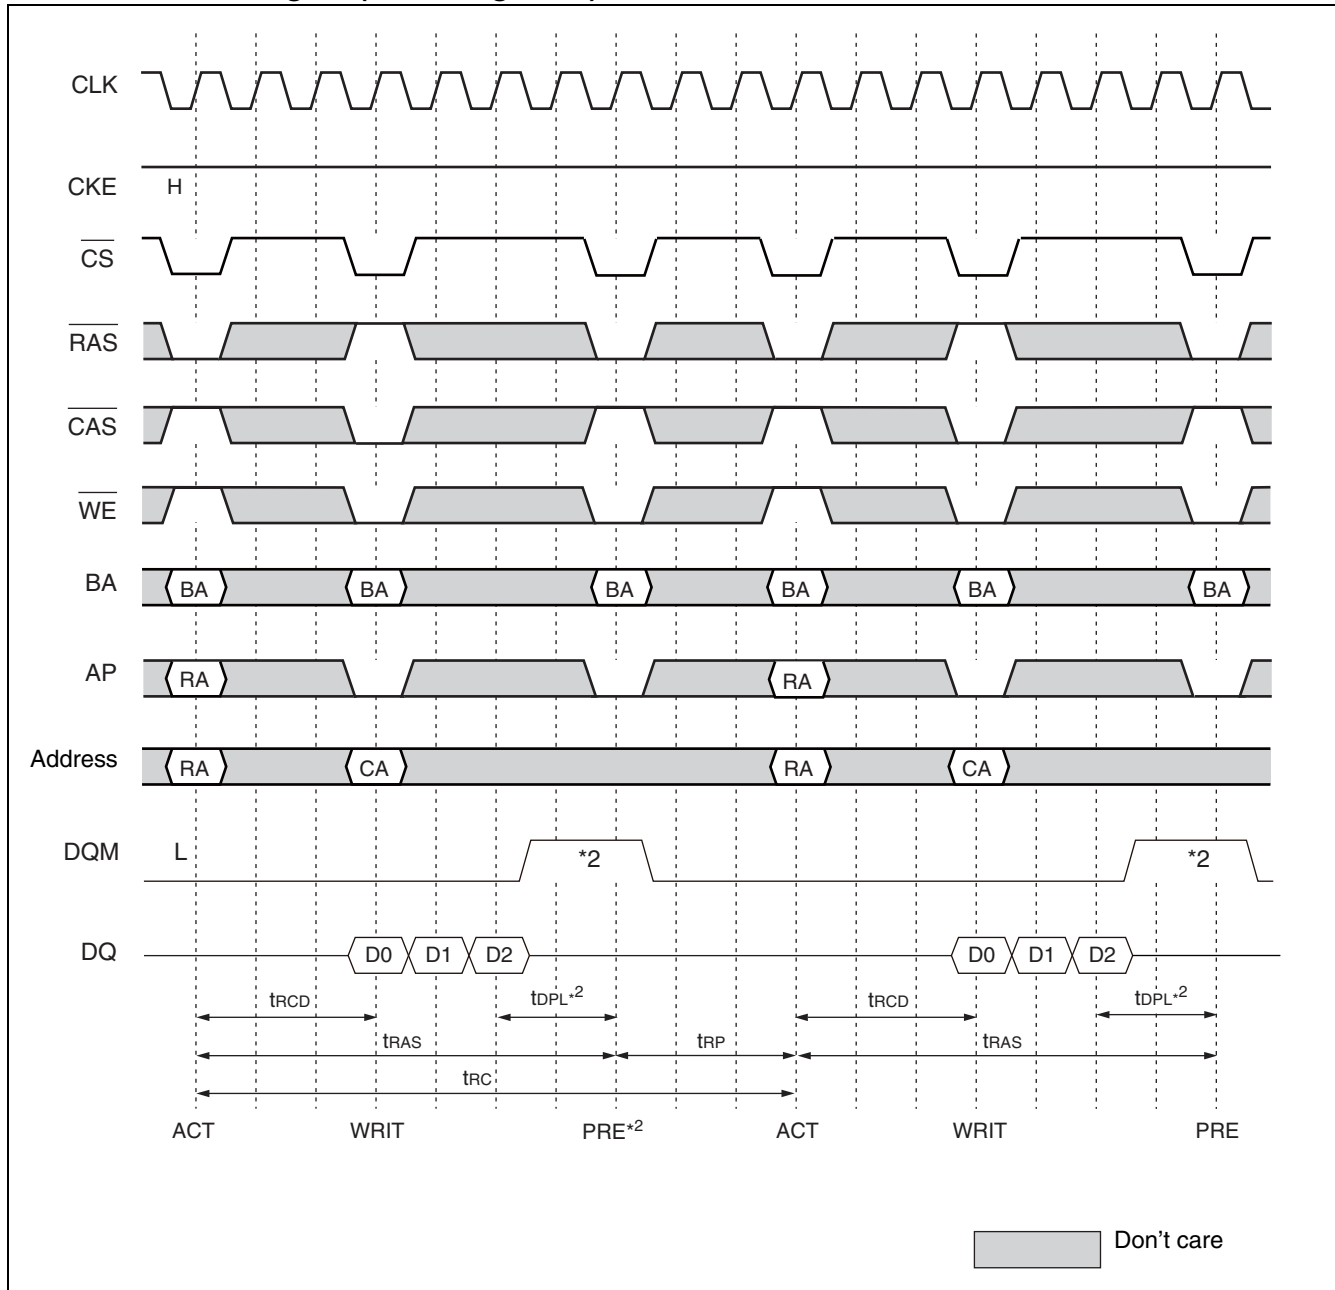 CLK
CKE H
CS
RAS
CAS
WE
BA BA BA BA BA BA BA
AP RA RA
Address RA CA RA CA
DQM L *2 *2
DQ D0 D1 D2 D0 D1 D2
tRCD tDPL*2 tRCD tDPL*2
tRAS tRP tRAS
tRC
ACT WRIT PRE*2 ACT WRIT PRE
Don't care